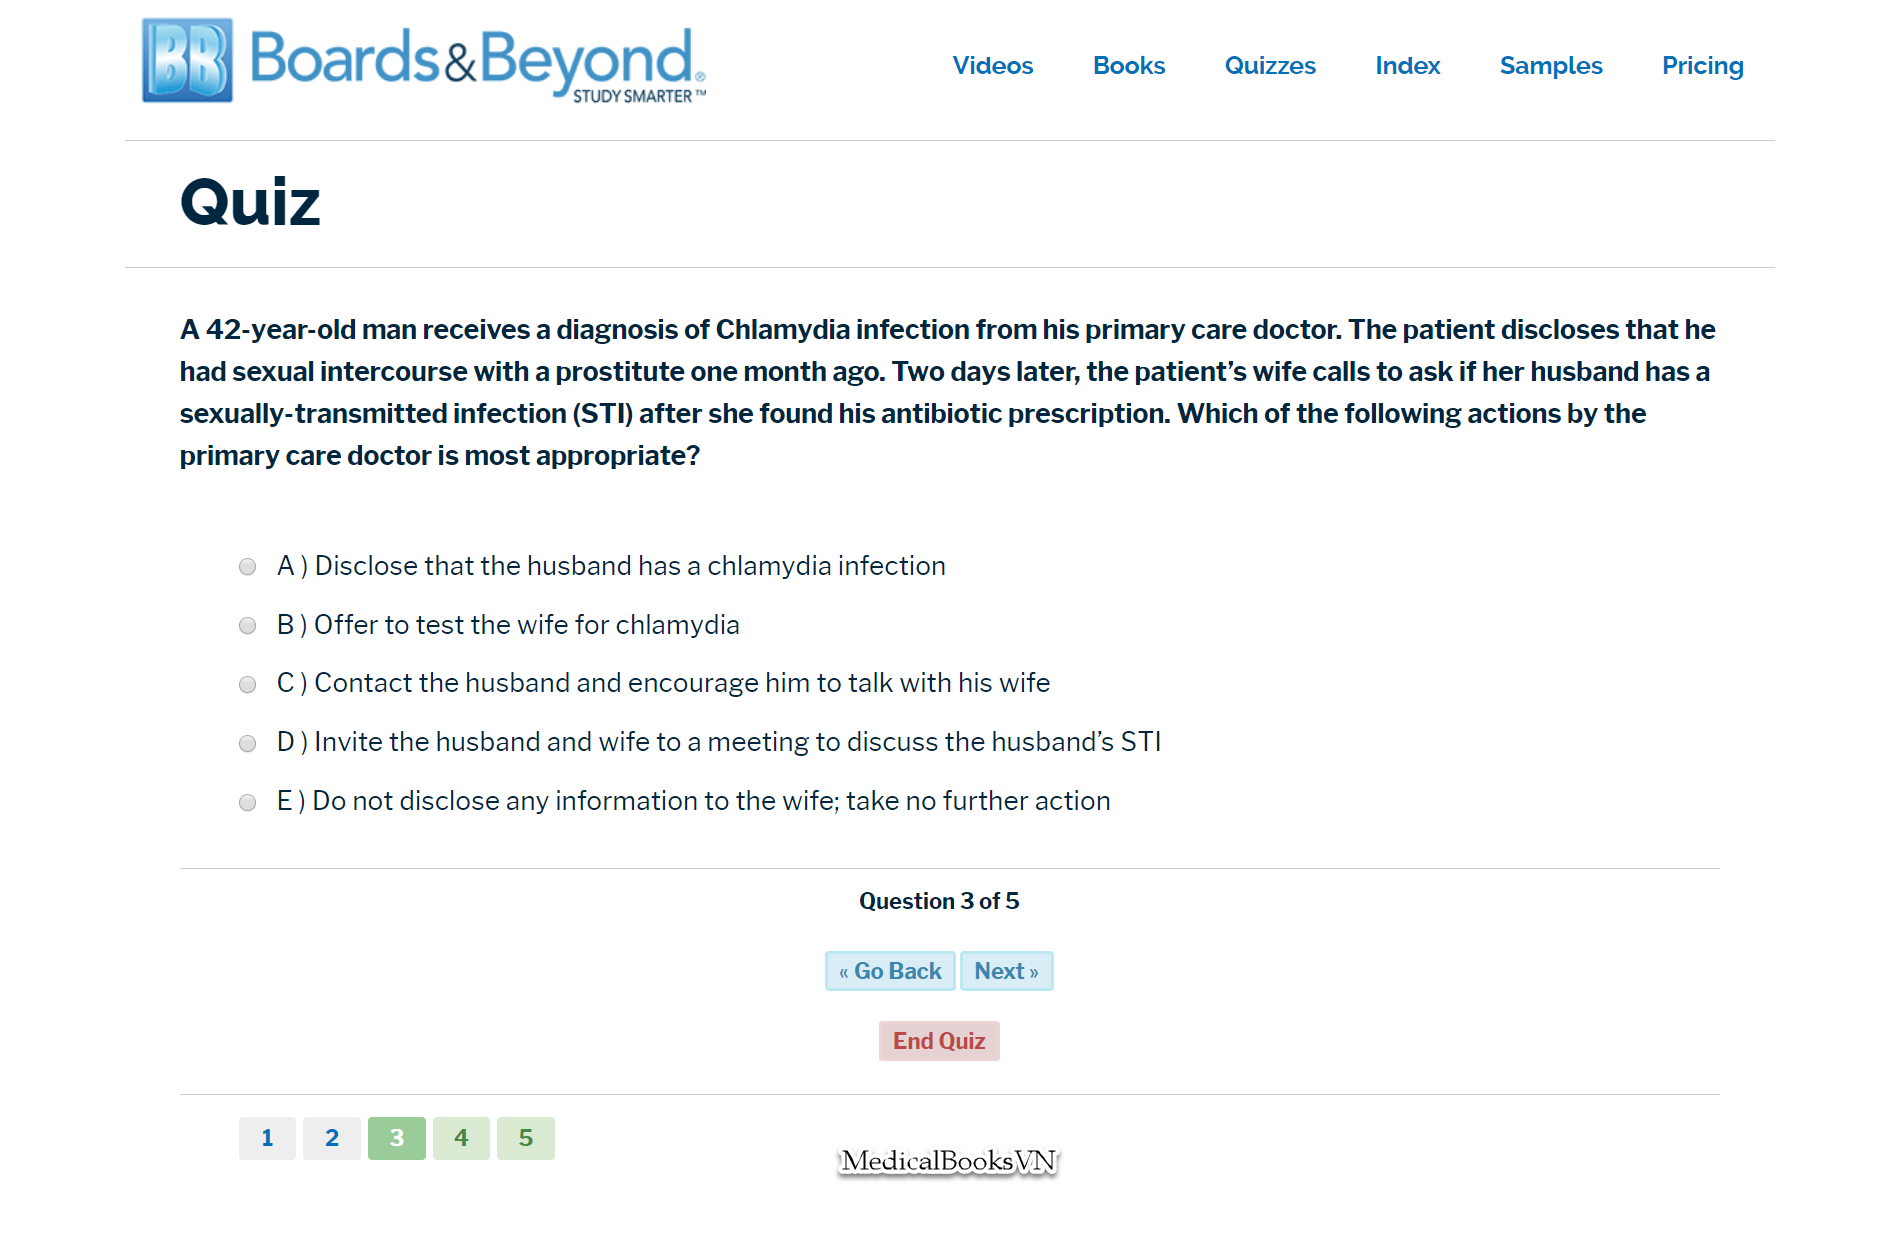 BB Boards&Beyond®
STUDY SMARTER™
Videos Books Quizzes Index Samples Pricing
Quiz
A 42-year-old man receives a diagnosis of Chlamydia infection from his primary care doctor. The patient discloses that he
had sexual intercourse with a prostitute one month ago. Two days later, the patient’s wife calls to ask if her husband has a
sexually-transmitted infection (STI) after she found his antibiotic prescription. Which of the following actions by the
primary care doctor is most appropriate?
A ) Disclose that the husband has a chlamydia infection
B ) Offer to test the wife for chlamydia
C ) Contact the husband and encourage him to talk with his wife
D ) Invite the husband and wife to a meeting to discuss the husband’s STI
E ) Do not disclose any information to the wife; take no further action
Question 3 of 5
« Go Back Next »
End Quiz
1 2 3 4 5
MedicalBooksVN